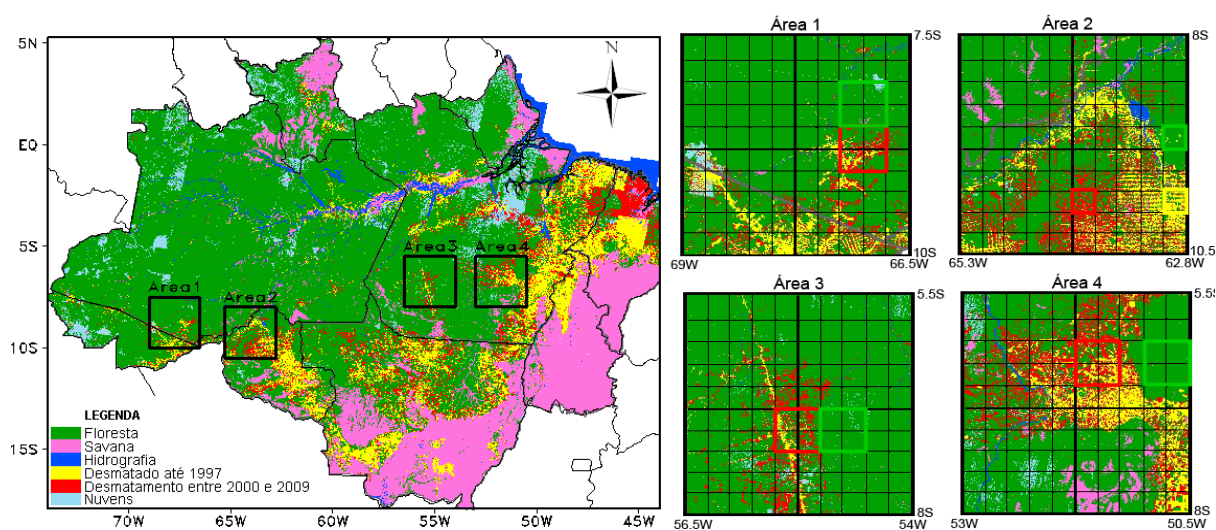 5N
EQ
5S
10S
15S
70W 65W 60W 55W 50W 45W
N
Area1
Area2
Area3
Area4
LEGENDA
Floresta
Savana
Hidrografia
Desmatado até 1997
Desmatamento entre 2000 e 2009
Nuvens
Área 1
7.5S
10S
69W 66.5W
Área 2
8S
10.5S
65.3W 62.8W
Área 3
5.5S
8S
56.5W 54W
Área 4
5.5S
8S
53W 50.5W